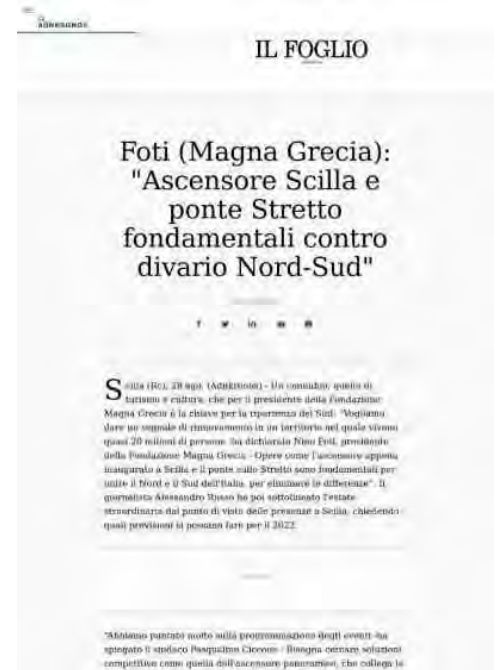 ADNKRONOS
IL FOGLIO
Foti (Magna Grecia):
"Ascensore Scilla e
ponte Stretto
fondamentali contro
divario Nord-Sud"
Scilla (Rc), 28 ago. (Adnkronos) - Un connubio, quello di
turismo e cultura, che per il presidente della Fondazione
Magna Grecia è la chiave per la ripartenza del Sud. "Vogliamo
dare un segnale di rinnovamento in un territorio nel quale vivono
quasi 20 milioni di persone -ha dichiarato Nino Foti, presidente
della Fondazione Magna Grecia - Opere come l'ascensore appena
inaugurato a Scilla e il ponte sullo Stretto sono fondamentali per
unire il Nord e il Sud dell'Italia, per eliminare le differenze". Il
giornalista Alessandro Russo ha poi sottolineato l'estate
straordinaria dal punto di vista delle presenze a Scilla, chiedendo
quali previsioni si possano fare per il 2022.
"Abbiamo puntato molto sulla programmazione degli eventi -ha
spiegato il sindaco Pasqualino Ciccone - Bisogna cercare soluzioni
competitive come quella dell'ascensore panoramico, che collega la